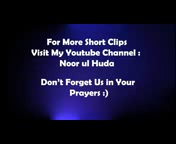 For More Short Clips
Visit My Youtube Channel :
Noor ul Huda
Don't Forget Us in Your
Prayers :)